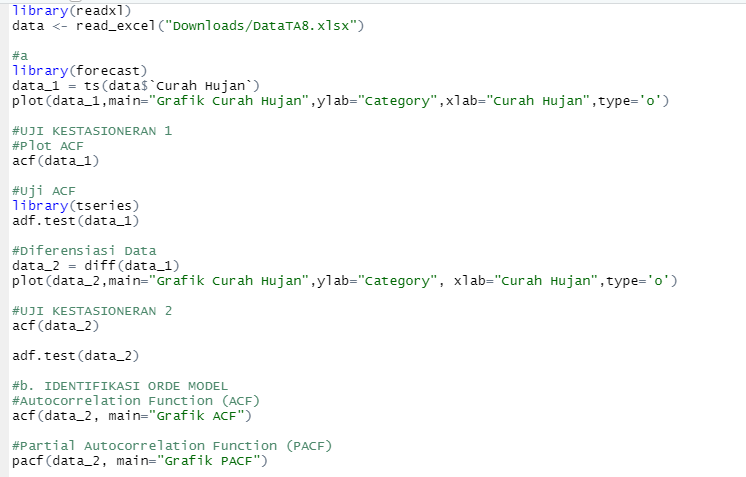 library(readxl)
data <- read_excel("Downloads/DataTA8.xlsx")
#a
library(forecast)
data_1 = ts(data$`Curah Hujan`)
plot(data_1,main="Grafik Curah Hujan",ylab="Category",xlab="Curah Hujan",type='o')
#UJI KESTASIONERAN 1
#Plot ACF
acf(data_1)
#Uji ACF
library(tseries)
adf.test(data_1)
#Diferensiasi Data
data_2 = diff(data_1)
plot(data_2,main="Grafik Curah Hujan",ylab="Category", xlab="Curah Hujan",type='o')
#UJI KESTASIONERAN 2
acf(data_2)
adf.test(data_2)
#b. IDENTIFIKASI ORDE MODEL
#Autocorrelation Function (ACF)
acf(data_2, main="Grafik ACF")
#Partial Autocorrelation Function (PACF)
pacf(data_2, main="Grafik PACF")